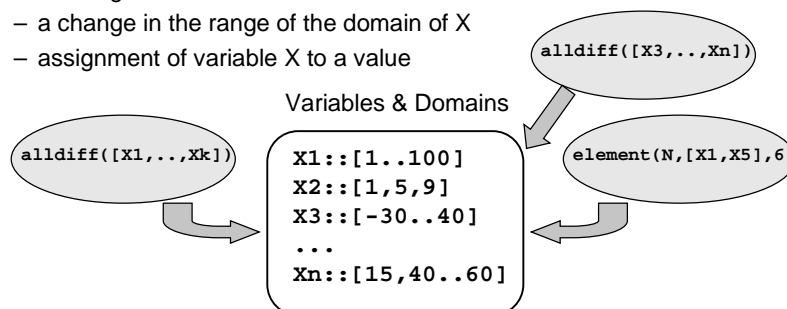 – a change in the range of the domain of X
– assignment of variable X to a value
alldiff([X3,..,Xn])
Variables & Domains
alldiff([X1,..,Xk])
element(N,[X1,X5],6
X1::[1..100]
X2::[1,5,9]
X3::[-30..40]
...
Xn::[15,40..60]